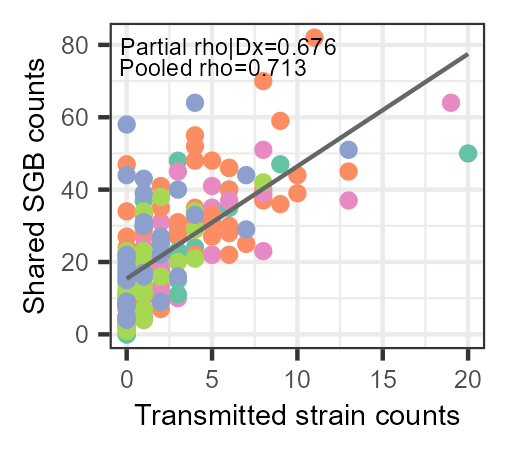 Partial rho|Dx=0.676
Pooled rho=0.713
Shared SGB counts
80
60
40
20
0
0 5 10 15 20
Transmitted strain counts